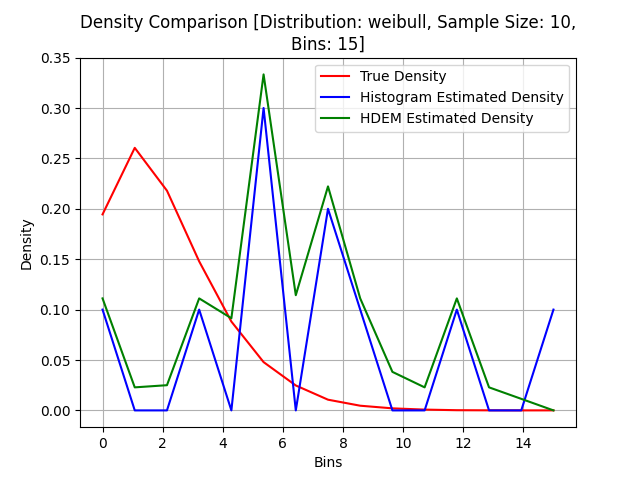 Density Comparison [Distribution: weibull, Sample Size: 10,
Bins: 15]
True Density
Histogram Estimated Density
HDEM Estimated Density
0.35
0.30
0.25
0.20
0.15
0.10
0.05
0.00
Density
0 2 4 6 8 10 12 14
Bins